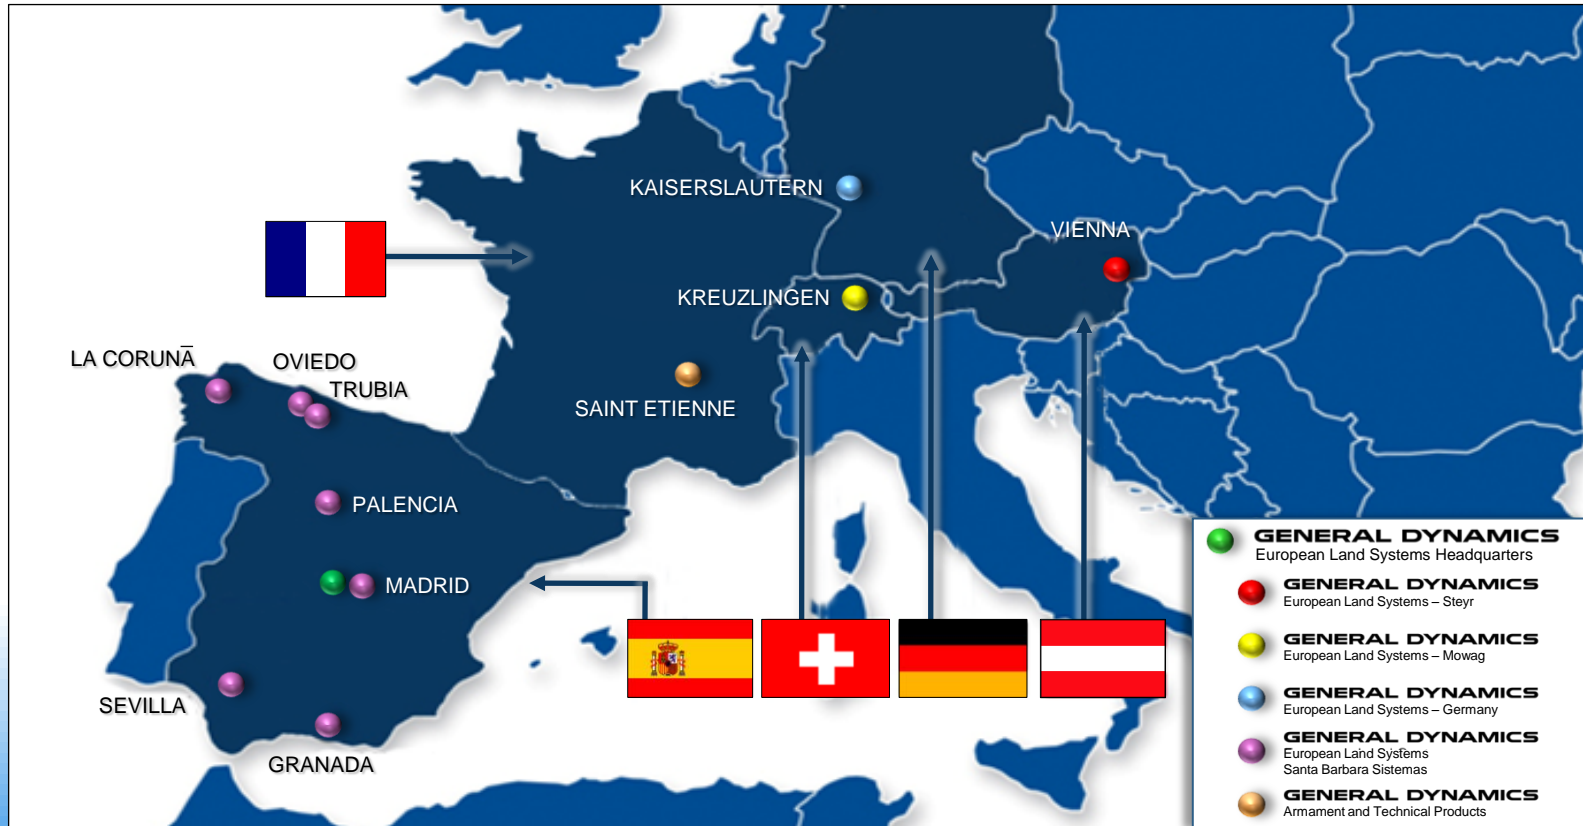 KAISERSLAUTERN
VIENNA
KREUZLINGEN
LA CORUNĀ
OVIEDO
TRUBIA
SAINT ETIENNE
PALENCIA
MADRID
SEVILLA
GRANADA
GENERAL DYNAMICS
European Land Systems Headquarters
GENERAL DYNAMICS
European Land Systems – Steyr
GENERAL DYNAMICS
European Land Systems – Mowag
GENERAL DYNAMICS
European Land Systems – Germany
GENERAL DYNAMICS
European Land Systems
Santa Barbara Sistemas
GENERAL DYNAMICS
Armament and Technical Products